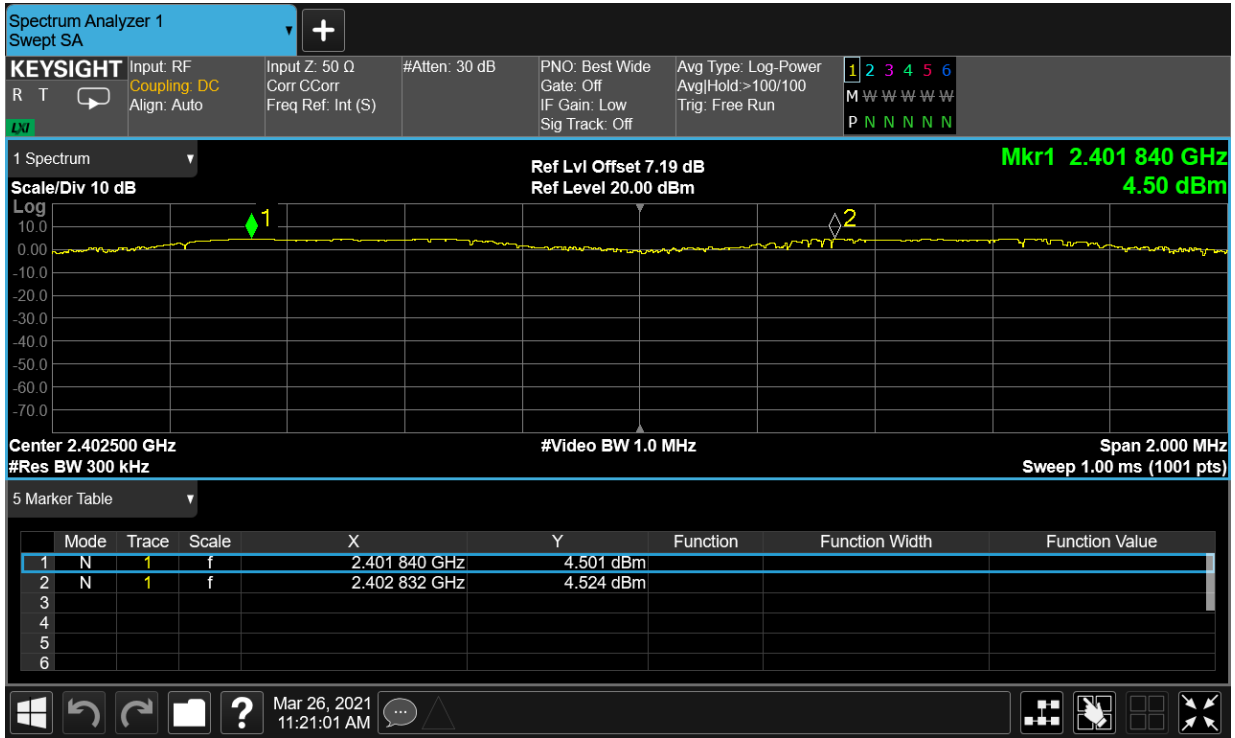 Spectrum Analyzer 1
Swept SA
KEYSIGHT
R T
LXI
Input: RF
Coupling: DC
Align: Auto
Input Z: 50 Ω
Corr CCorr
Freq Ref: Int (S)
#Atten: 30 dB
PNO: Best Wide
Gate: Off
IF Gain: Low
Sig Track: Off
Avg Type: Log-Power
Avg|Hold:>100/100
Trig: Free Run
1 2 3 4 5 6
M W W W W W
P N N N N N
1 Spectrum
Scale/Div 10 dB
Ref Lvl Offset 7.19 dB
Ref Level 20.00 dBm
Mkr1 2.401 840 GHz
4.50 dBm
Log
10.0
0.00
-10.0
-20.0
-30.0
-40.0
-50.0
-60.0
-70.0
1
2
Center 2.402500 GHz
#Video BW 1.0 MHz
Span 2.000 MHz
#Res BW 300 kHz
Sweep 1.00 ms (1001 pts)
5 Marker Table
Mode Trace Scale X Y Function Function Width Function Value
1 N 1 f 2.401 840 GHz 4.501 dBm
2 N 1 f 2.402 832 GHz 4.524 dBm
3
4
5
6
?
Mar 26, 2021
11:21:01 AM